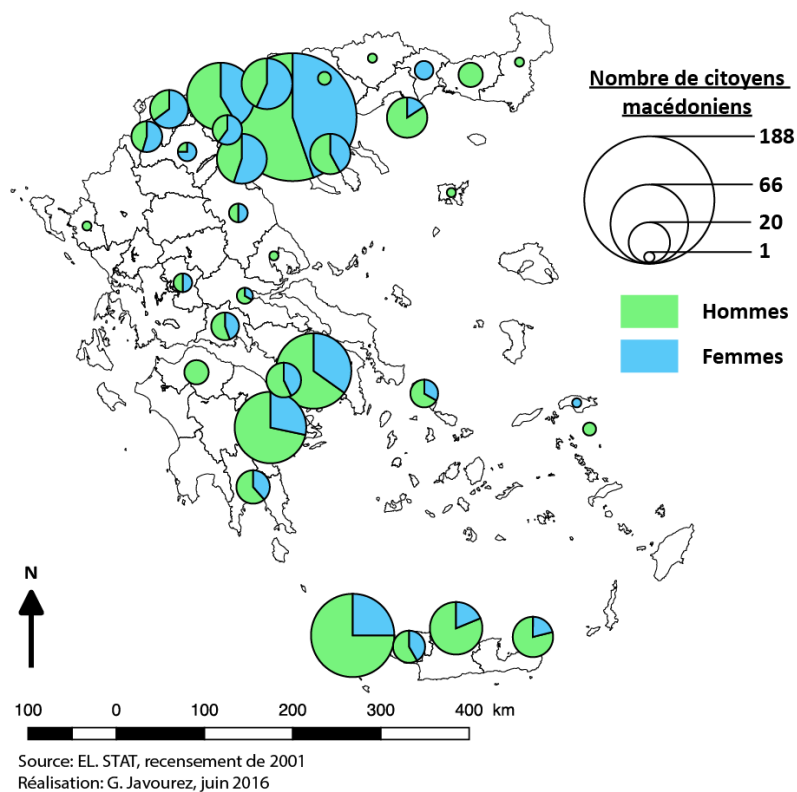 Nombre de citoyens
macédoniens
188
66
20
1
Hommes
Femmes
N
100 0 100 200 300 400 km
Source: EL. STAT, recensement de 2001
Réalisation: G. Javourez, juin 2016